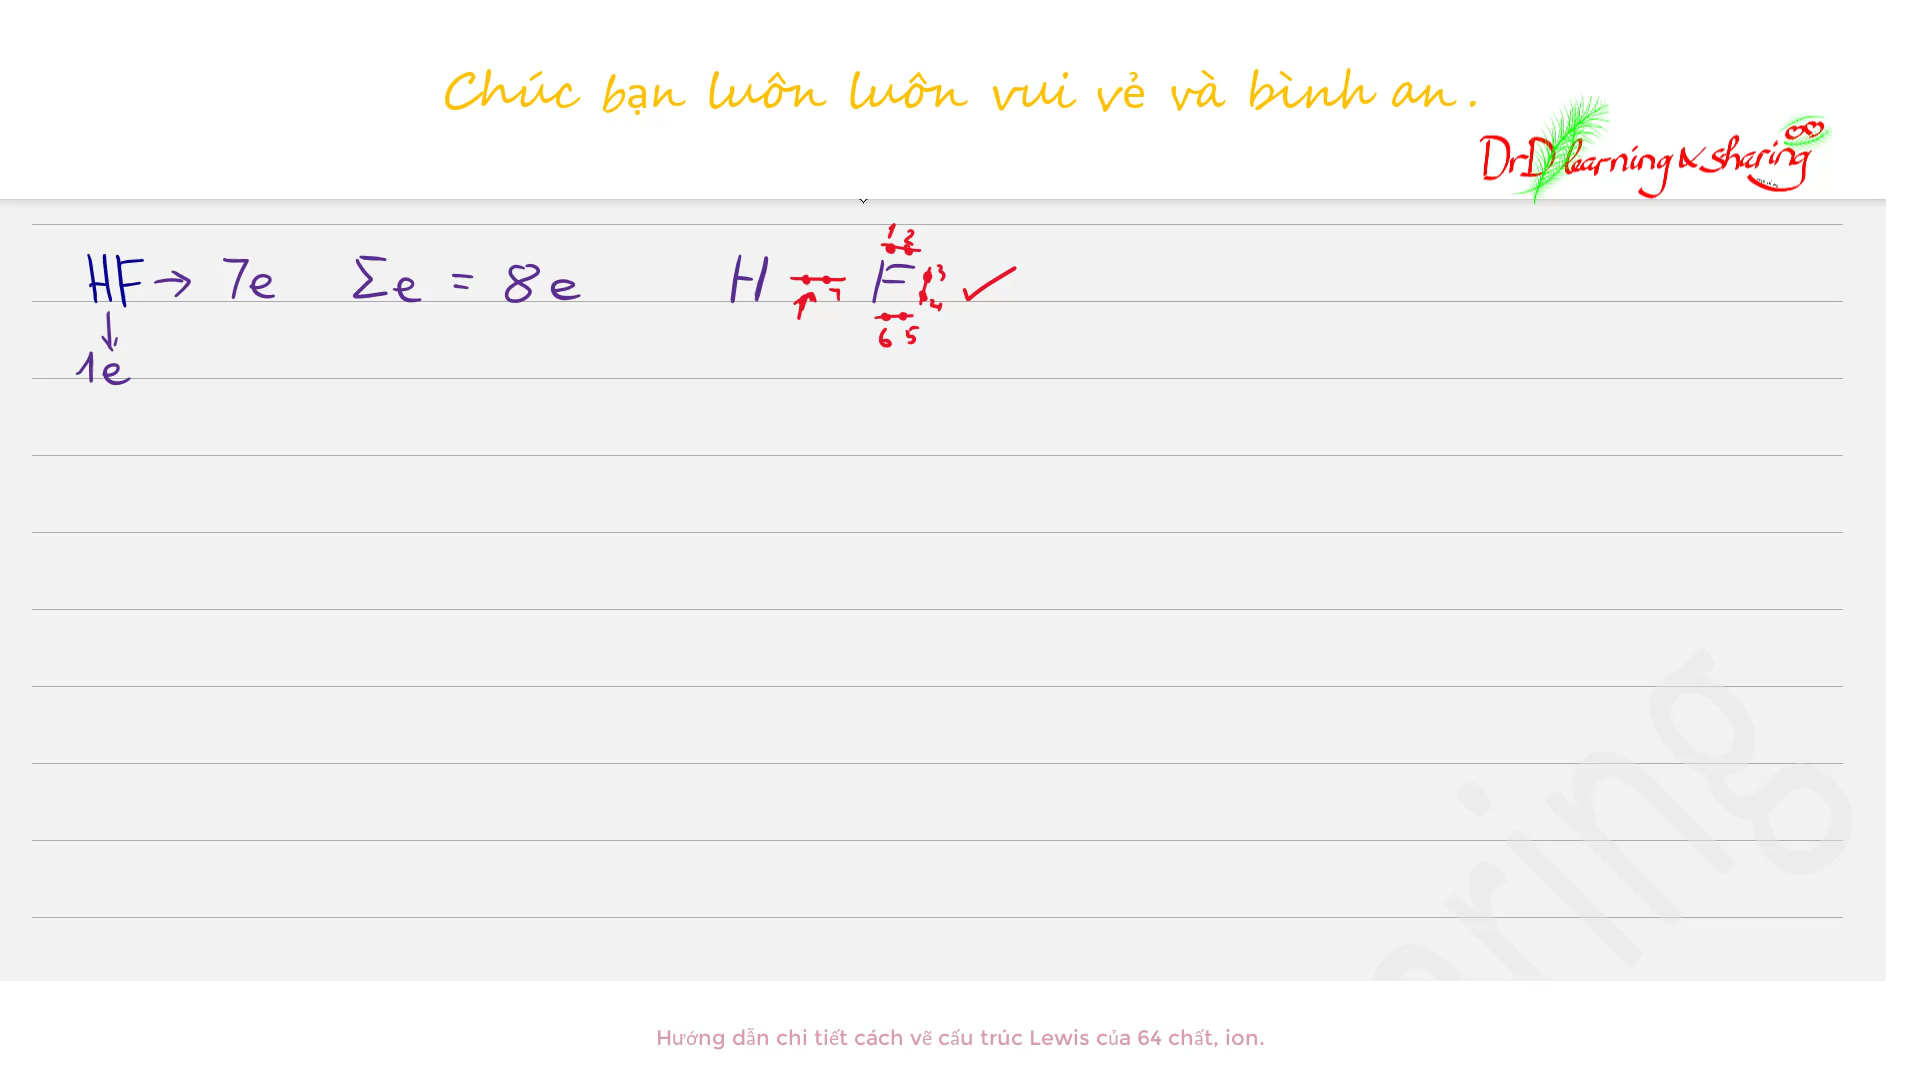 Chúc bạn luôn luôn vui vẻ và bình an.
DrD learning & sharing
HF → 7e Σe = 8e H F ✓
1 2
3
4
7
6 5
↓
1e
ring
Hướng dẫn chi tiết cách vẽ cấu trúc Lewis của 64 chất, ion.